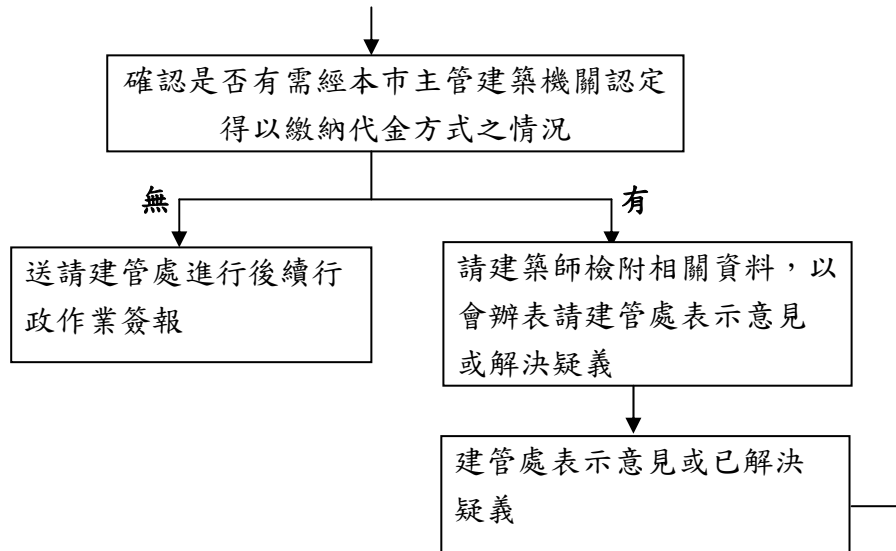 確認是否有需經本市主管建築機關認定
得以繳納代金方式之情況
無
有
送請建管處進行後續行
政作業簽報
請建築師檢附相關資料，以
會辦表請建管處表示意見
或解決疑義
建管處表示意見或已解決
疑義